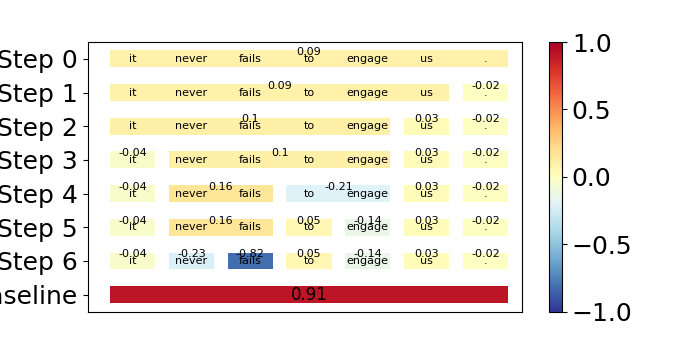 Step 0 0.09 it never fails to engage us .
Step 1 0.09 -0.02 it never fails to engage us .
Step 2 0.1 0.03 -0.02 it never fails to engage us .
Step 3 -0.04 0.1 0.03 -0.02 it never fails to engage us .
Step 4 -0.04 0.16 -0.21 0.03 -0.02 it never fails to engage us .
Step 5 -0.04 0.16 0.05 -0.14 0.03 -0.02 it never fails to engage us .
Step 6 -0.04 -0.23 -0.82 0.05 -0.14 0.03 -0.02 it never fails to engage us .
seline 0.91
1.0
0.5
0.0
−0.5
−1.0